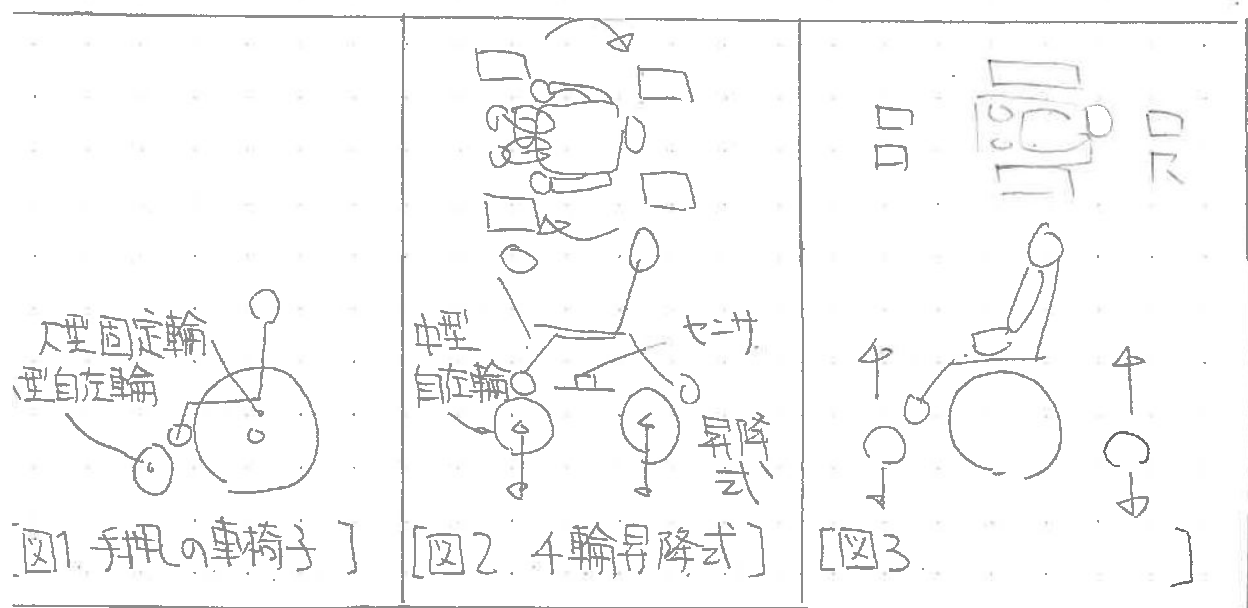 大型固定輪
型自在輪
[図1 手押しの車椅子]
中型
自在輪
センサ
昇降
式
[図2. 4輪昇降式]
[図3 ]